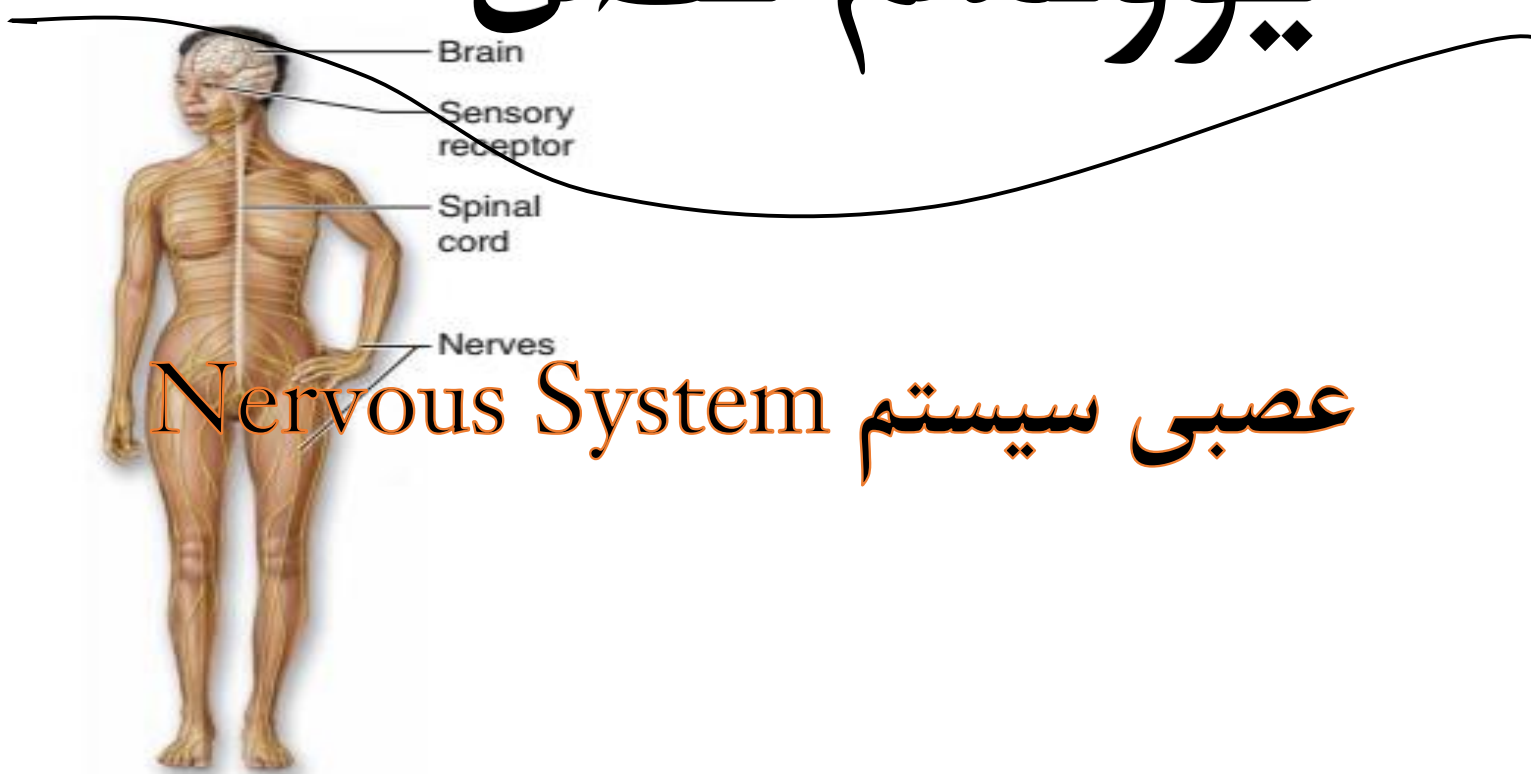 Brain
Sensory
receptor
Spinal
cord
Nerves
عصبی سیستم Nervous System